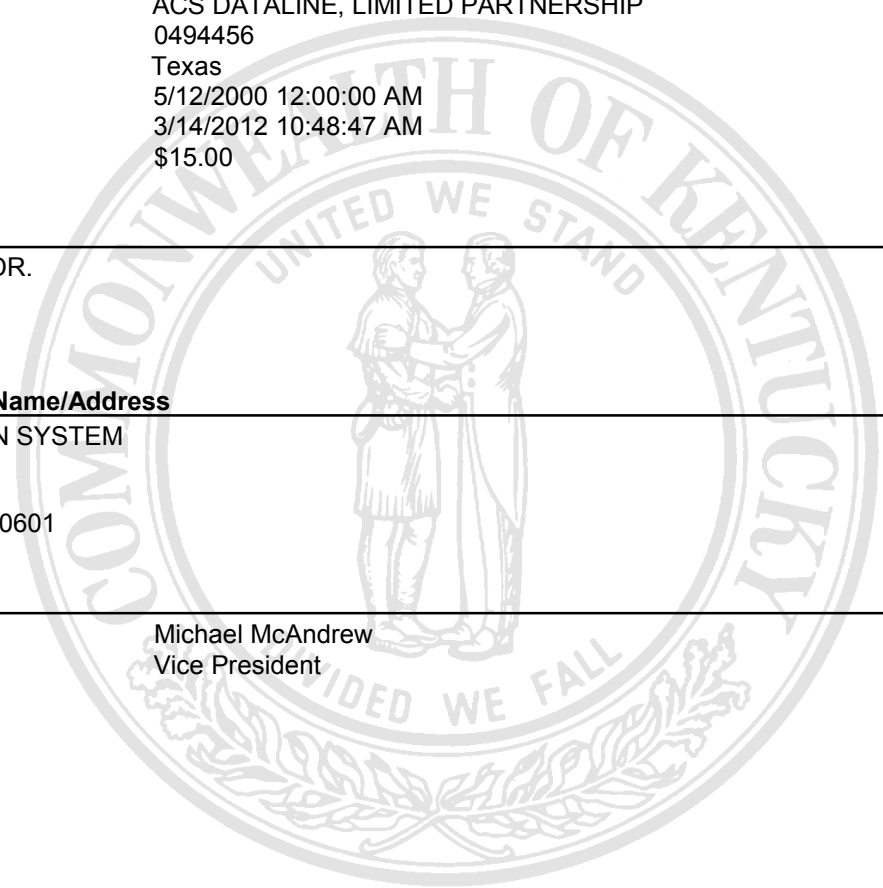 ACS DATALINE, LIMITED PARTNERSHIP
0494456
Texas
5/12/2000 12:00:00 AM
3/14/2012 10:48:47 AM
$15.00
COMMONWEALTH OF KENTUCKY
UNITED WE STAND
DR.
Name/Address
N SYSTEM
0601
Michael McAndrew
Vice President
DIVIDED WE FALL